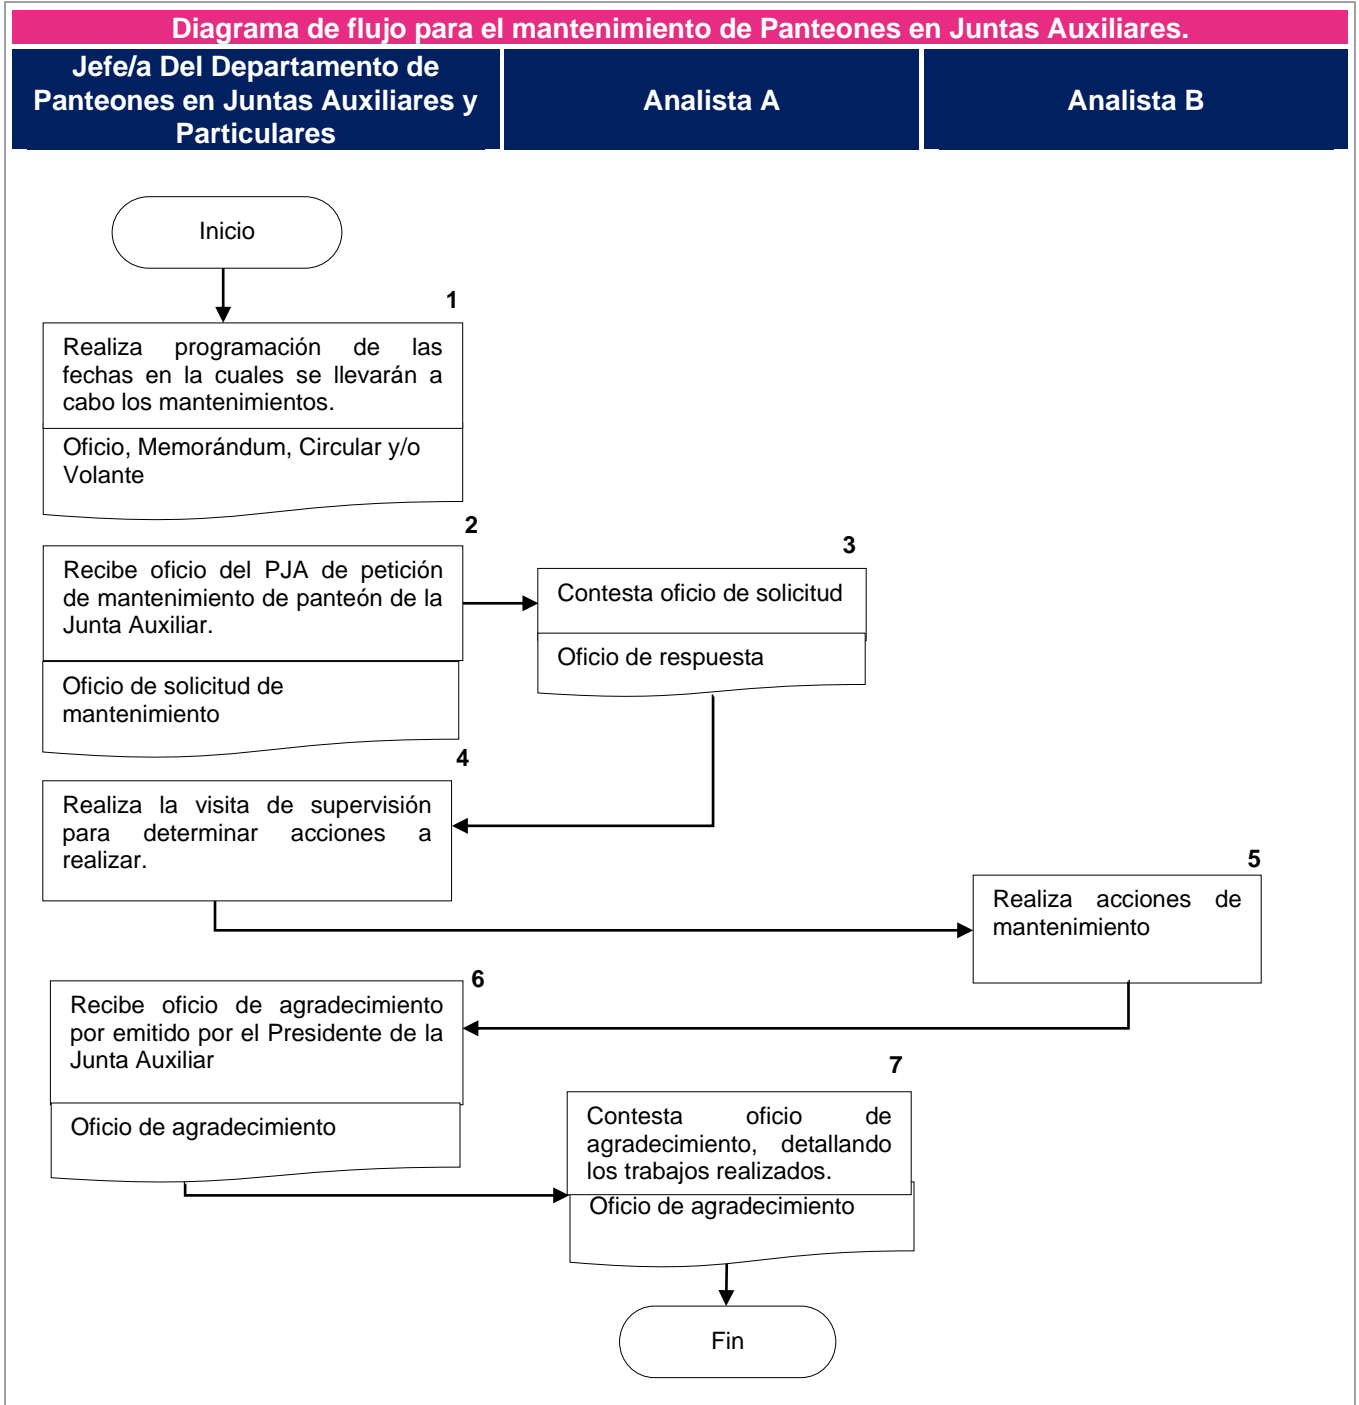 Diagrama de flujo para el mantenimiento de Panteones en Juntas Auxiliares.
Jefe/a Del Departamento de
Panteones en Juntas Auxiliares y
Particulares
Analista A
Analista B
Inicio
1
Realiza programación de las
fechas en la cuales se llevarán a
cabo los mantenimientos.
Oficio, Memorándum, Circular y/o
Volante
2
Recibe oficio del PJA de petición
de mantenimiento de panteón de la
Junta Auxiliar.
Oficio de solicitud de
mantenimiento
3
Contesta oficio de solicitud
Oficio de respuesta
4
Realiza la visita de supervisión
para determinar acciones a
realizar.
5
Realiza acciones de
mantenimiento
6
Recibe oficio de agradecimiento
por emitido por el Presidente de la
Junta Auxiliar
Oficio de agradecimiento
7
Contesta oficio de
agradecimiento, detallando
los trabajos realizados.
Oficio de agradecimiento
Fin